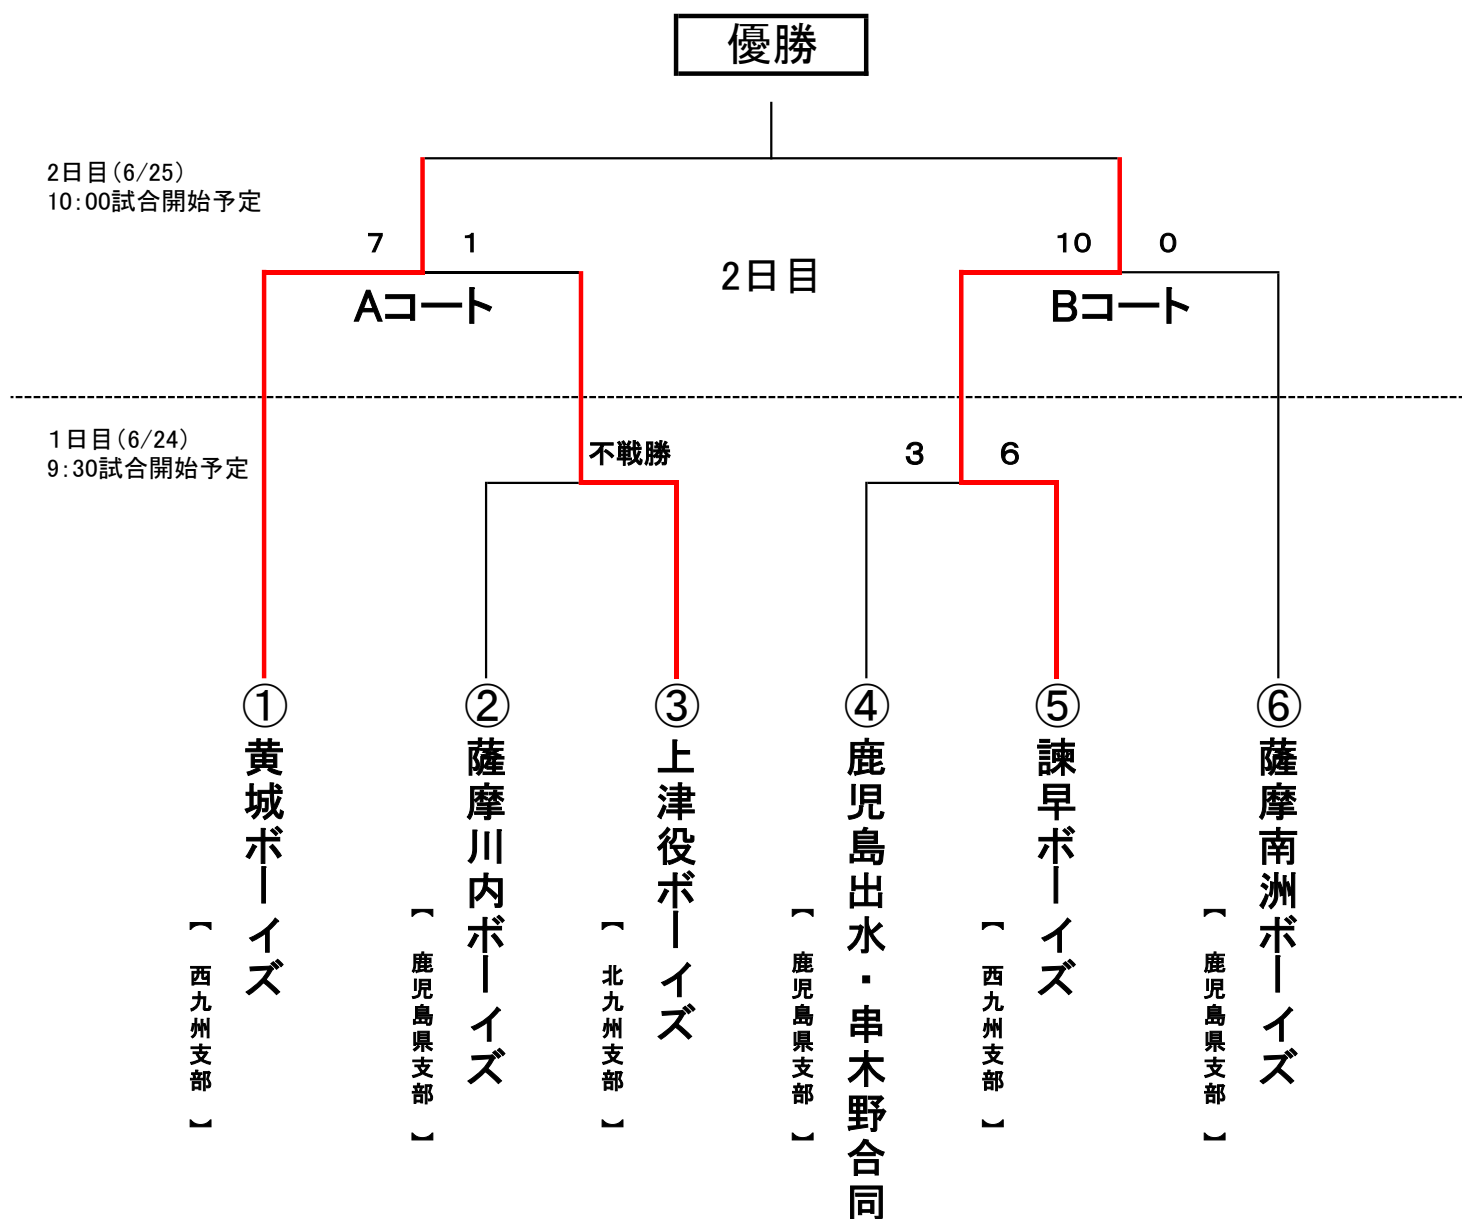 優勝
2日目(6/25)
10:00試合開始予定
7 1
10 0
2日目
Aコート
Bコート
1日目(6/24)
9:30試合開始予定
不戦勝
3 6
①黄城ボーイズ
【 西九州支部 】
②薩摩川内ボーイズ
【 鹿児島県支部 】
③上津役ボーイズ
【 北九州支部 】
④鹿児島出水・串木野合同
【 鹿児島県支部 】
⑤諫早ボーイズ
【 西九州支部 】
⑥薩摩南洲ボーイズ
【 鹿児島県支部 】